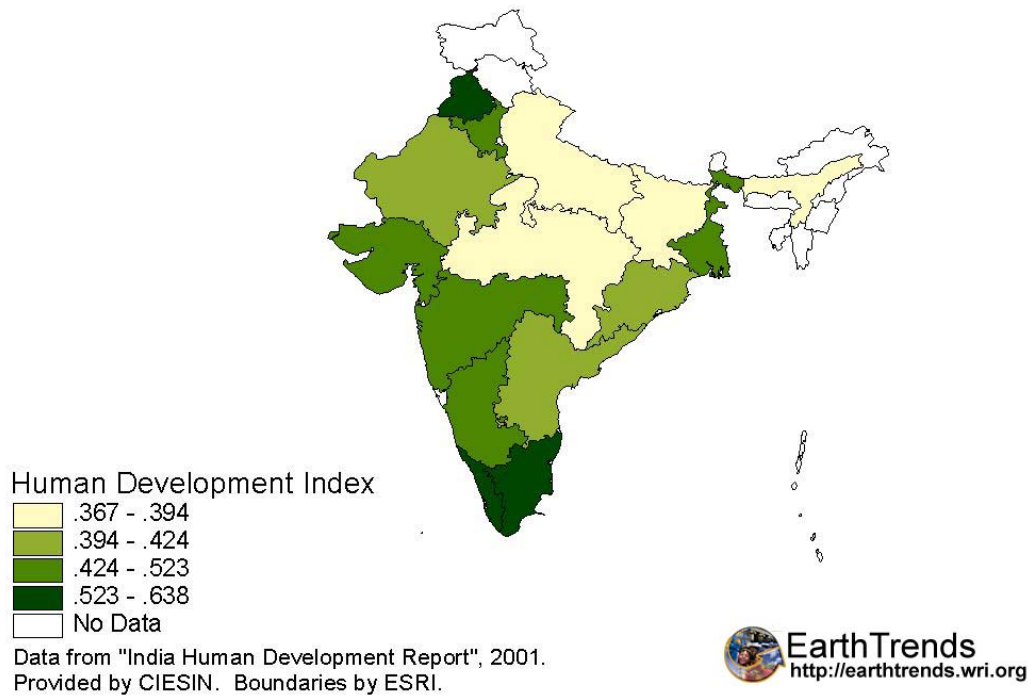 Human Development Index
.367 - .394
.394 - .424
.424 - .523
.523 - .638
No Data
Data from "India Human Development Report", 2001.
Provided by CIESIN.  Boundaries by ESRI.
EarthTrends
http://earthtrends.wri.org